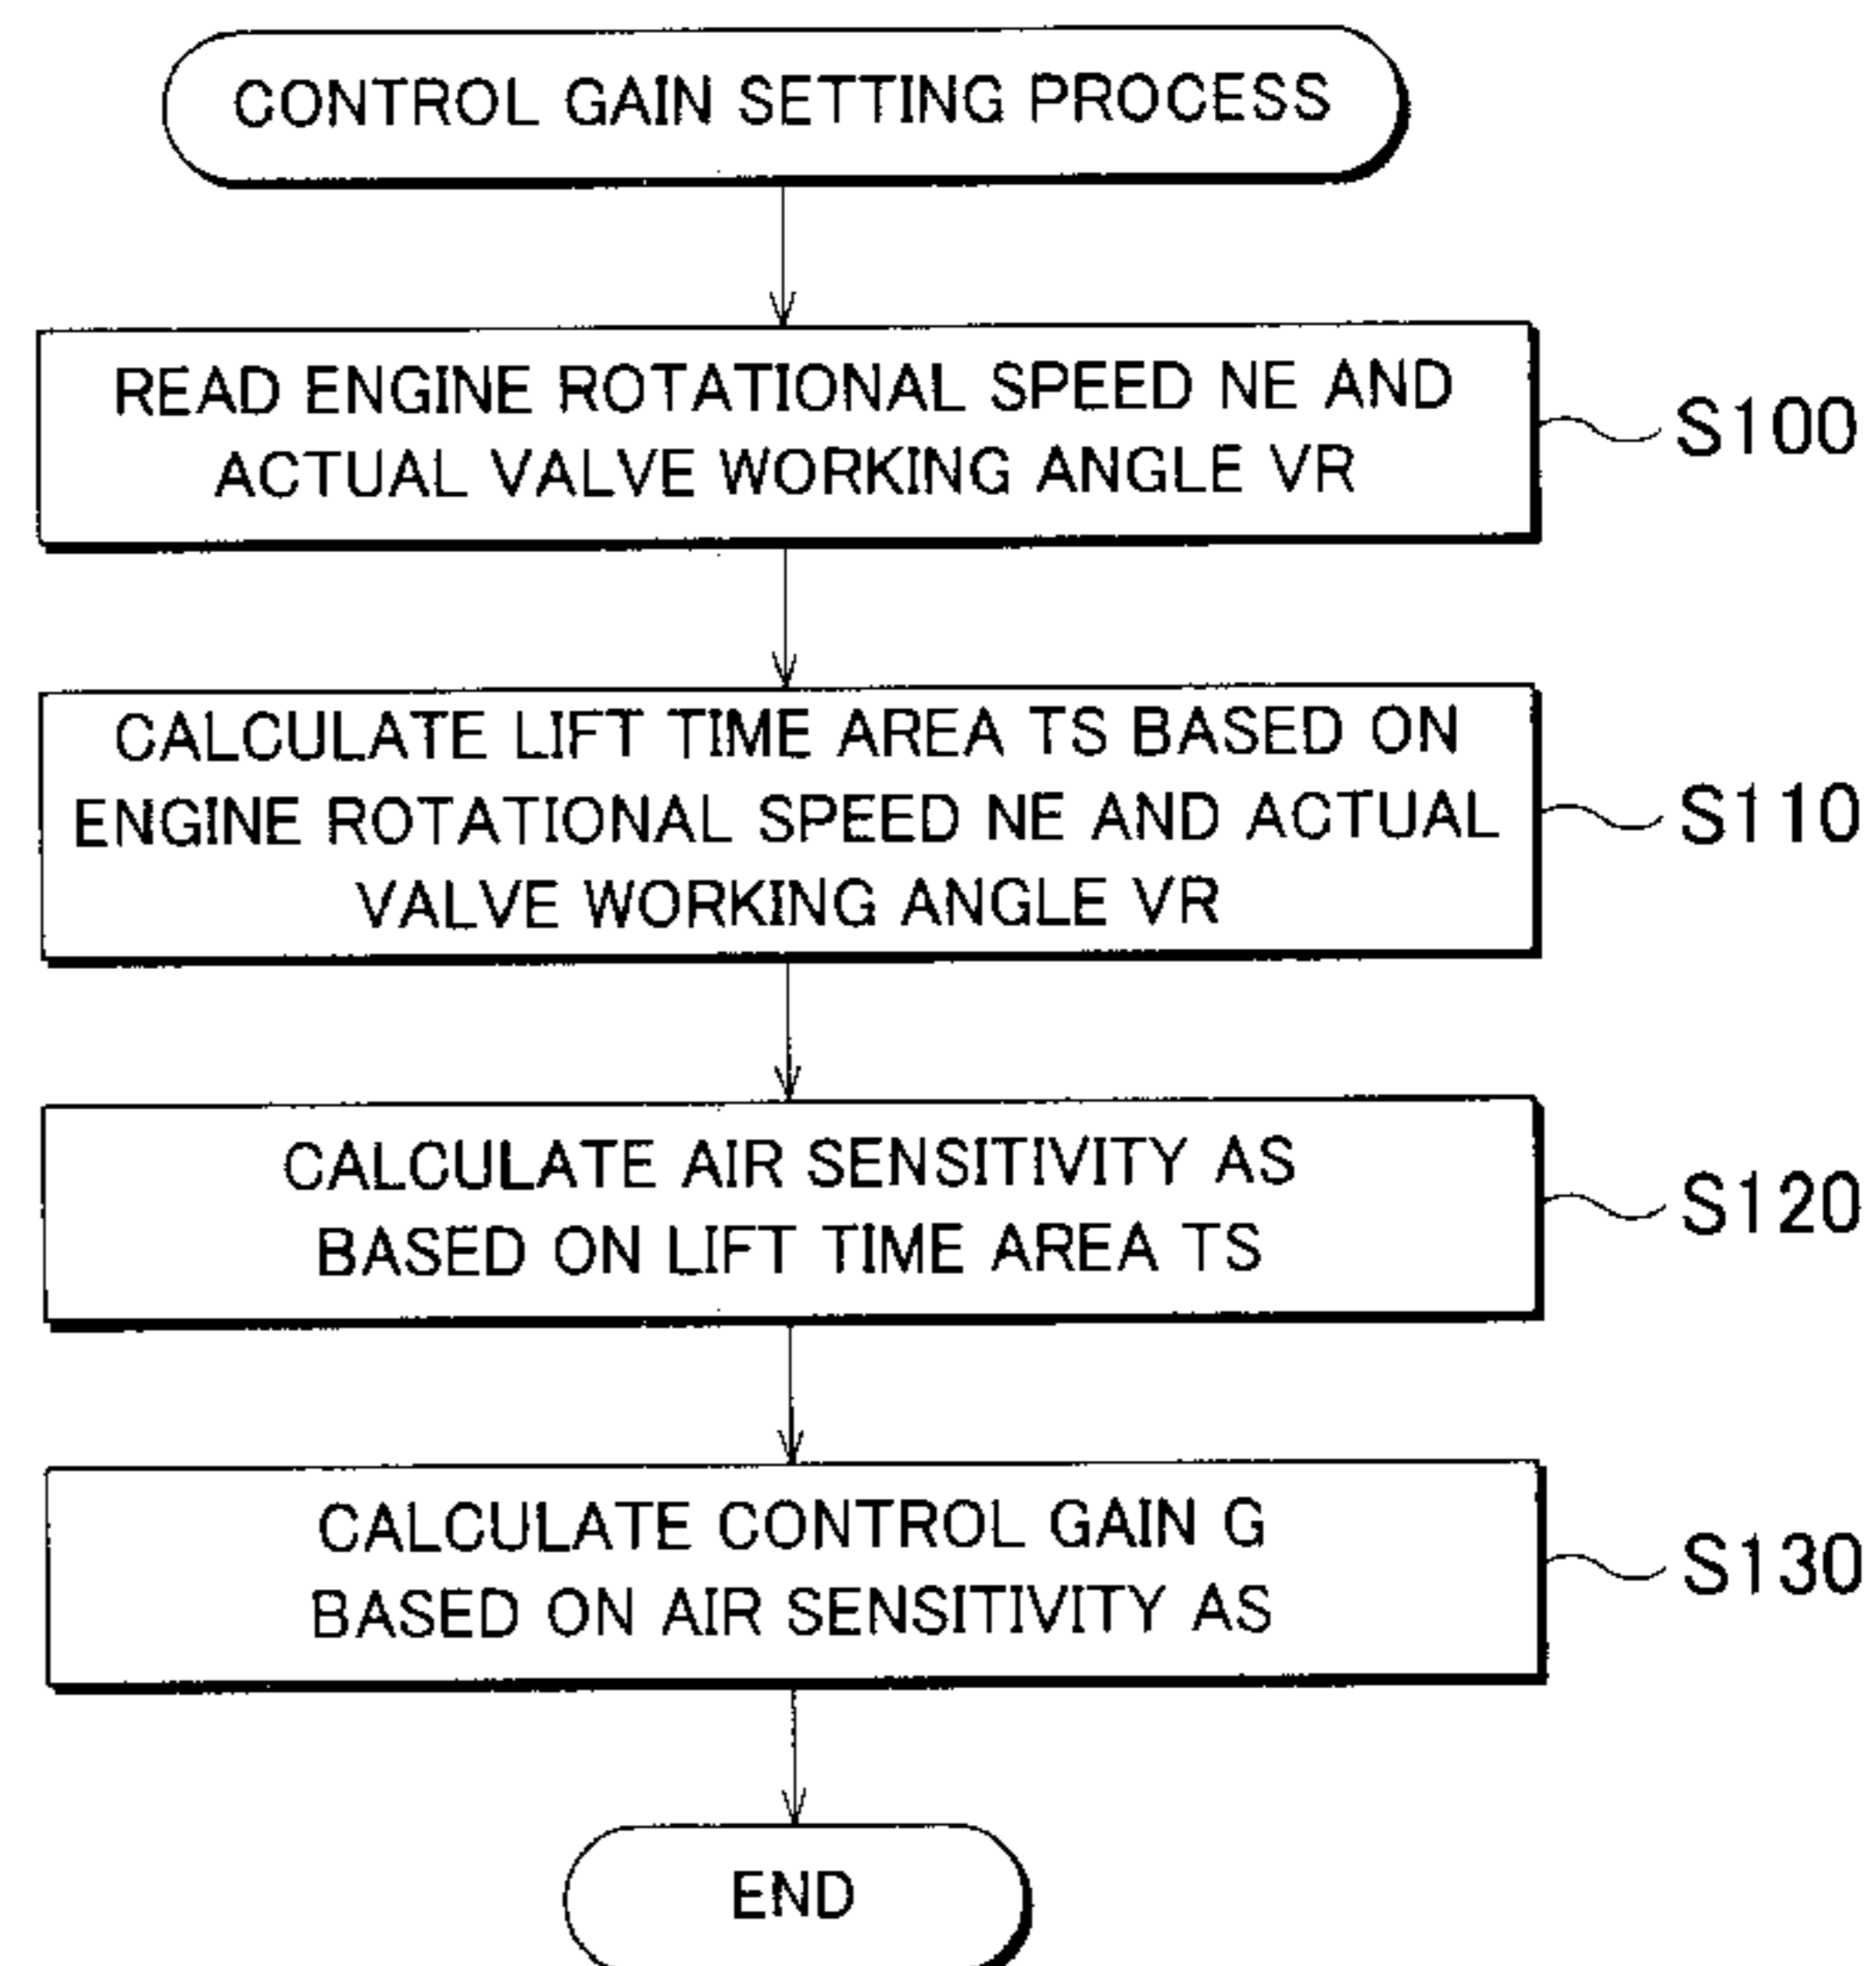 CONTROL GAIN SETTING PROCESS
READ ENGINE ROTATIONAL SPEED NE AND
ACTUAL VALVE WORKING ANGLE VR
S100
CALCULATE LIFT TIME AREA TS BASED ON
ENGINE ROTATIONAL SPEED NE AND ACTUAL
VALVE WORKING ANGLE VR
S110
CALCULATE AIR SENSITIVITY AS
BASED ON LIFT TIME AREA TS
S120
CALCULATE CONTROL GAIN G
BASED ON AIR SENSITIVITY AS
S130
END